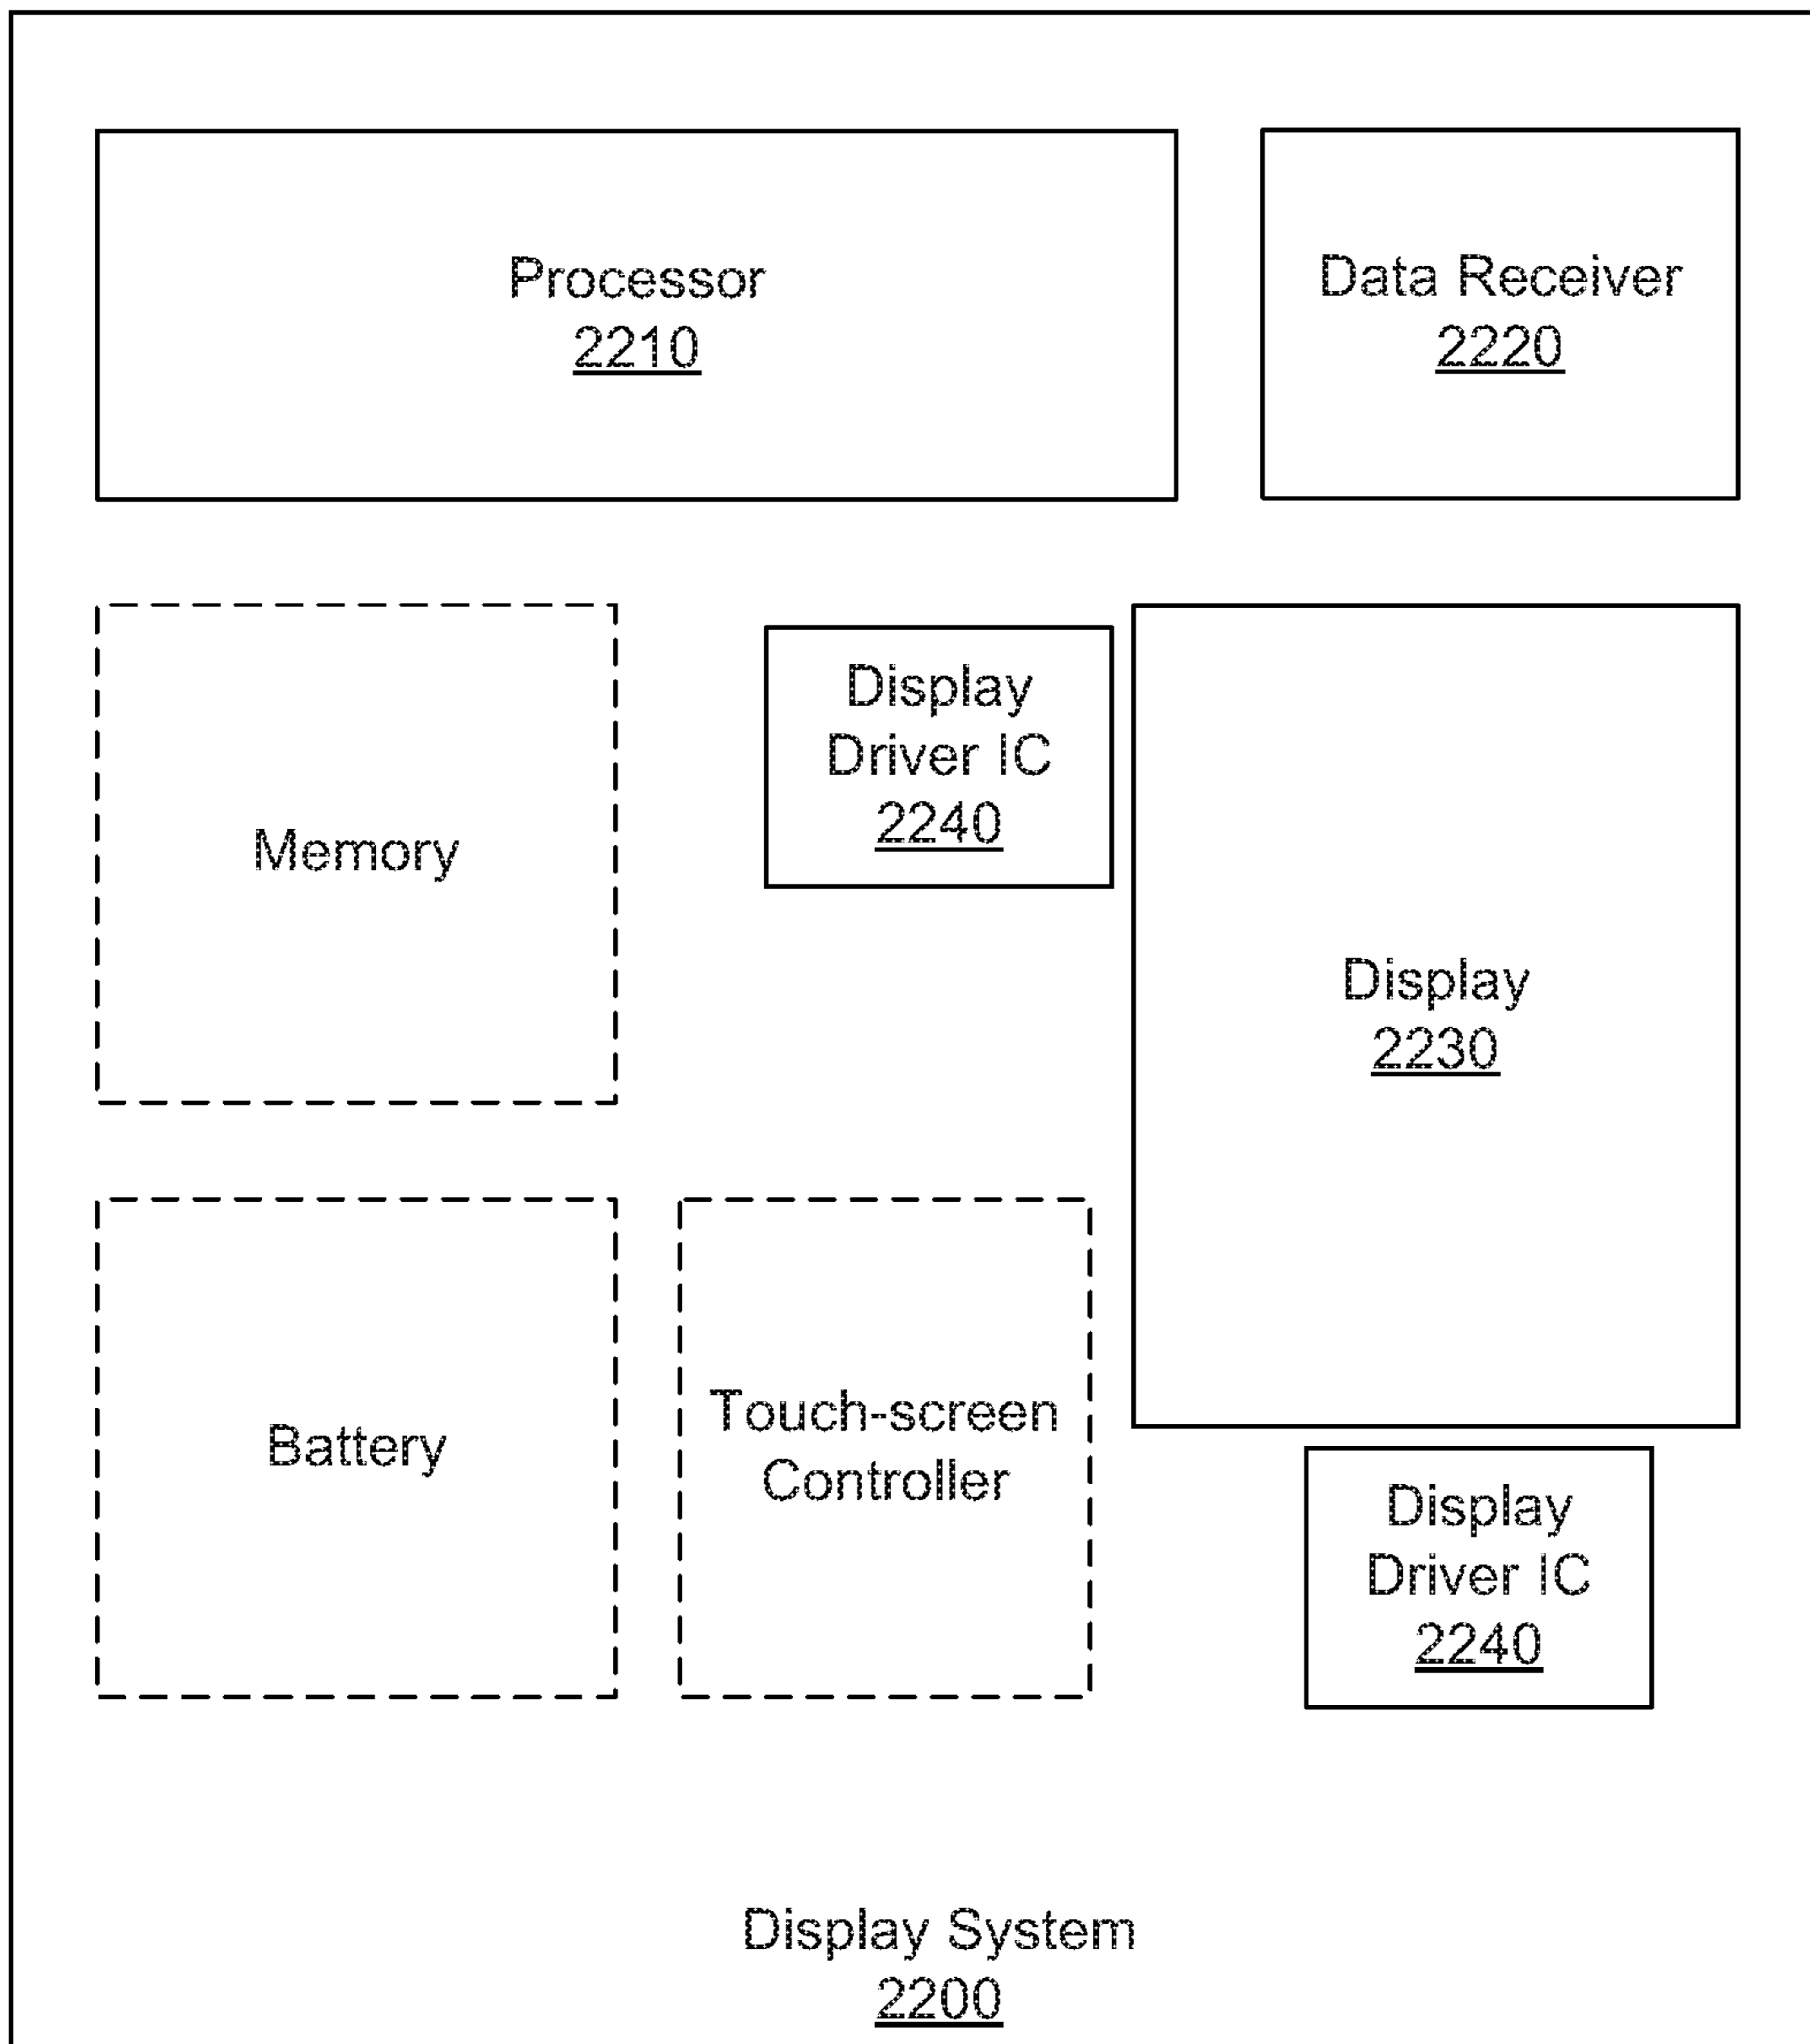 Processor
2210
Data Receiver
2220
Memory
Display
Driver IC
2240
Display
2230
Battery
Touch-screen
Controller
Display
Driver IC
2240
Display System
2200